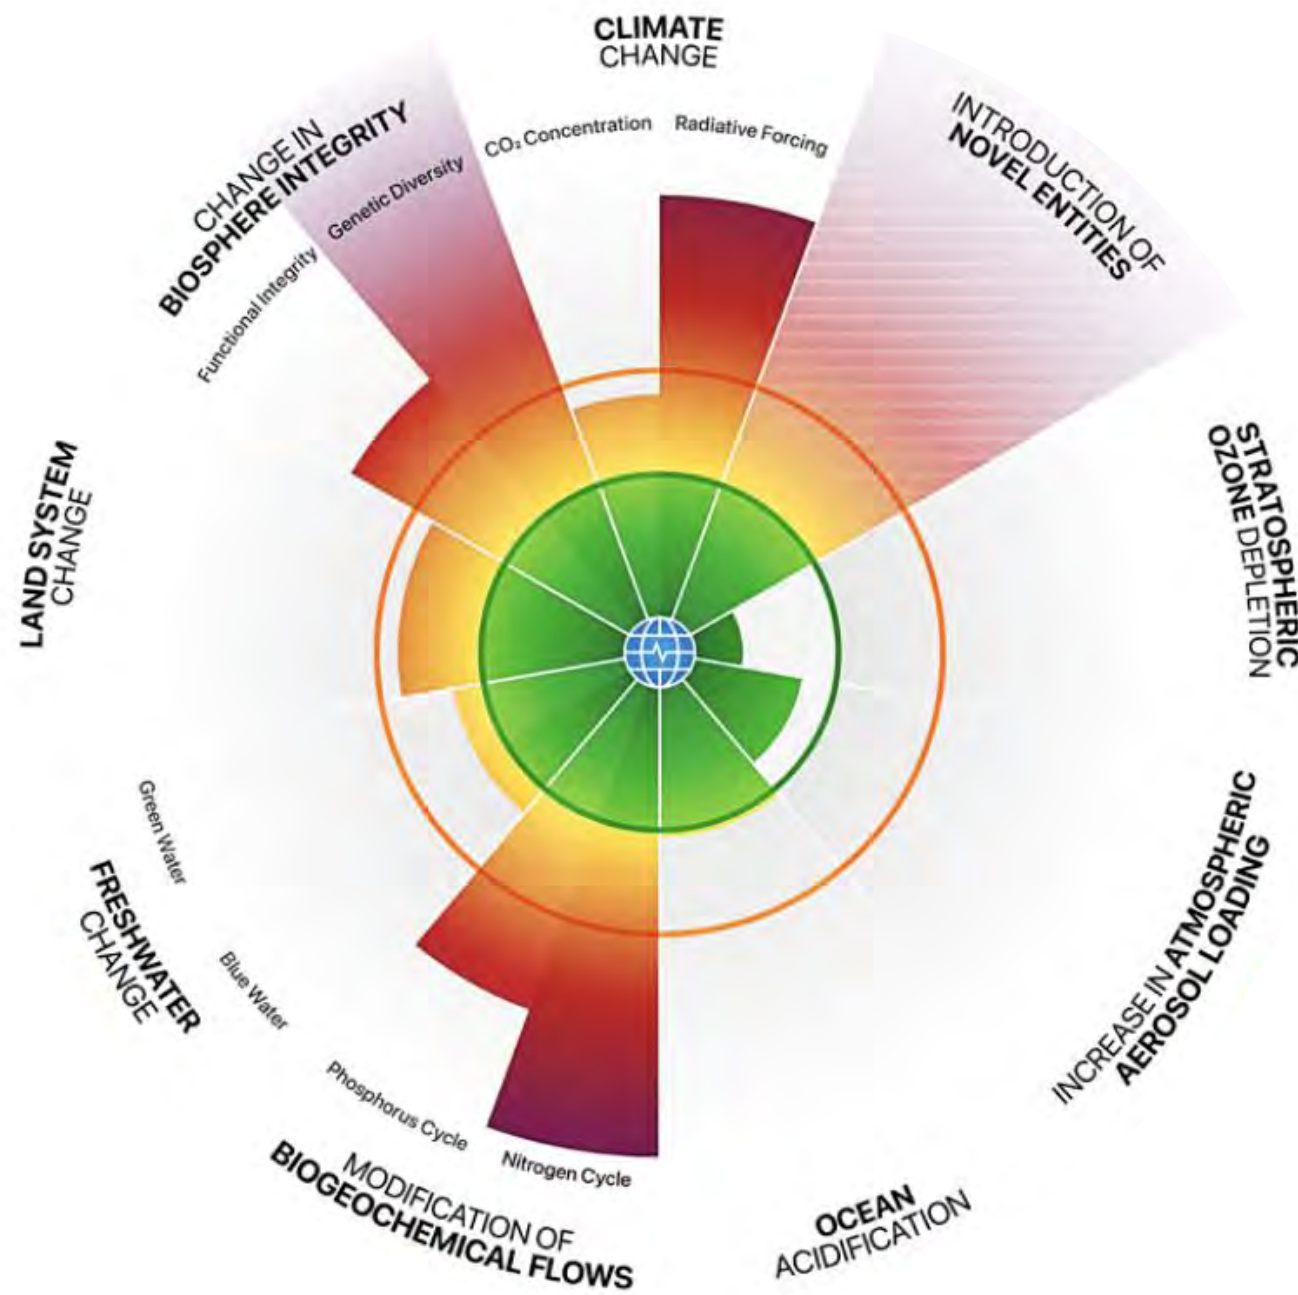 CLIMATE
CHANGE
CO₂ Concentration
Radiative Forcing
INTRODUCTION OF
NOVEL ENTITIES
STRATOSPHERIC
OZONE DEPLETION
INCREASE IN ATMOSPHERIC
AEROSOL LOADING
OCEAN
ACIDIFICATION
MODIFICATION OF
BIOGEOCHEMICAL FLOWS
Nitrogen Cycle
Phosphorus Cycle
FRESHWATER
CHANGE
Blue Water
Green Water
LAND SYSTEM
CHANGE
CHANGE IN
BIOSPHERE INTEGRITY
Functional Integrity
Genetic Diversity